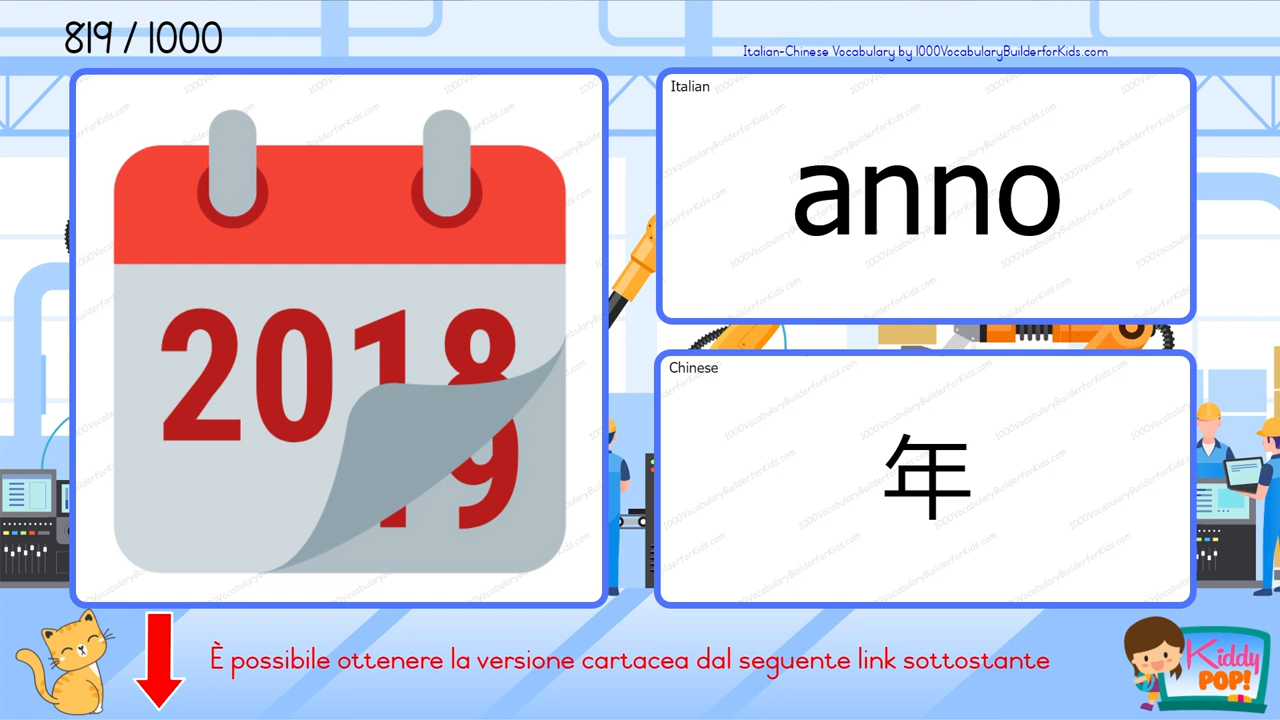 819 / 1000
Italian-Chinese Vocabulary by 1000VocabularyBuilderforKids.com
2018
19
Italian
anno
Chinese
年
È possibile ottenere la versione cartacea dal seguente link sottostante
Kiddy
POP!